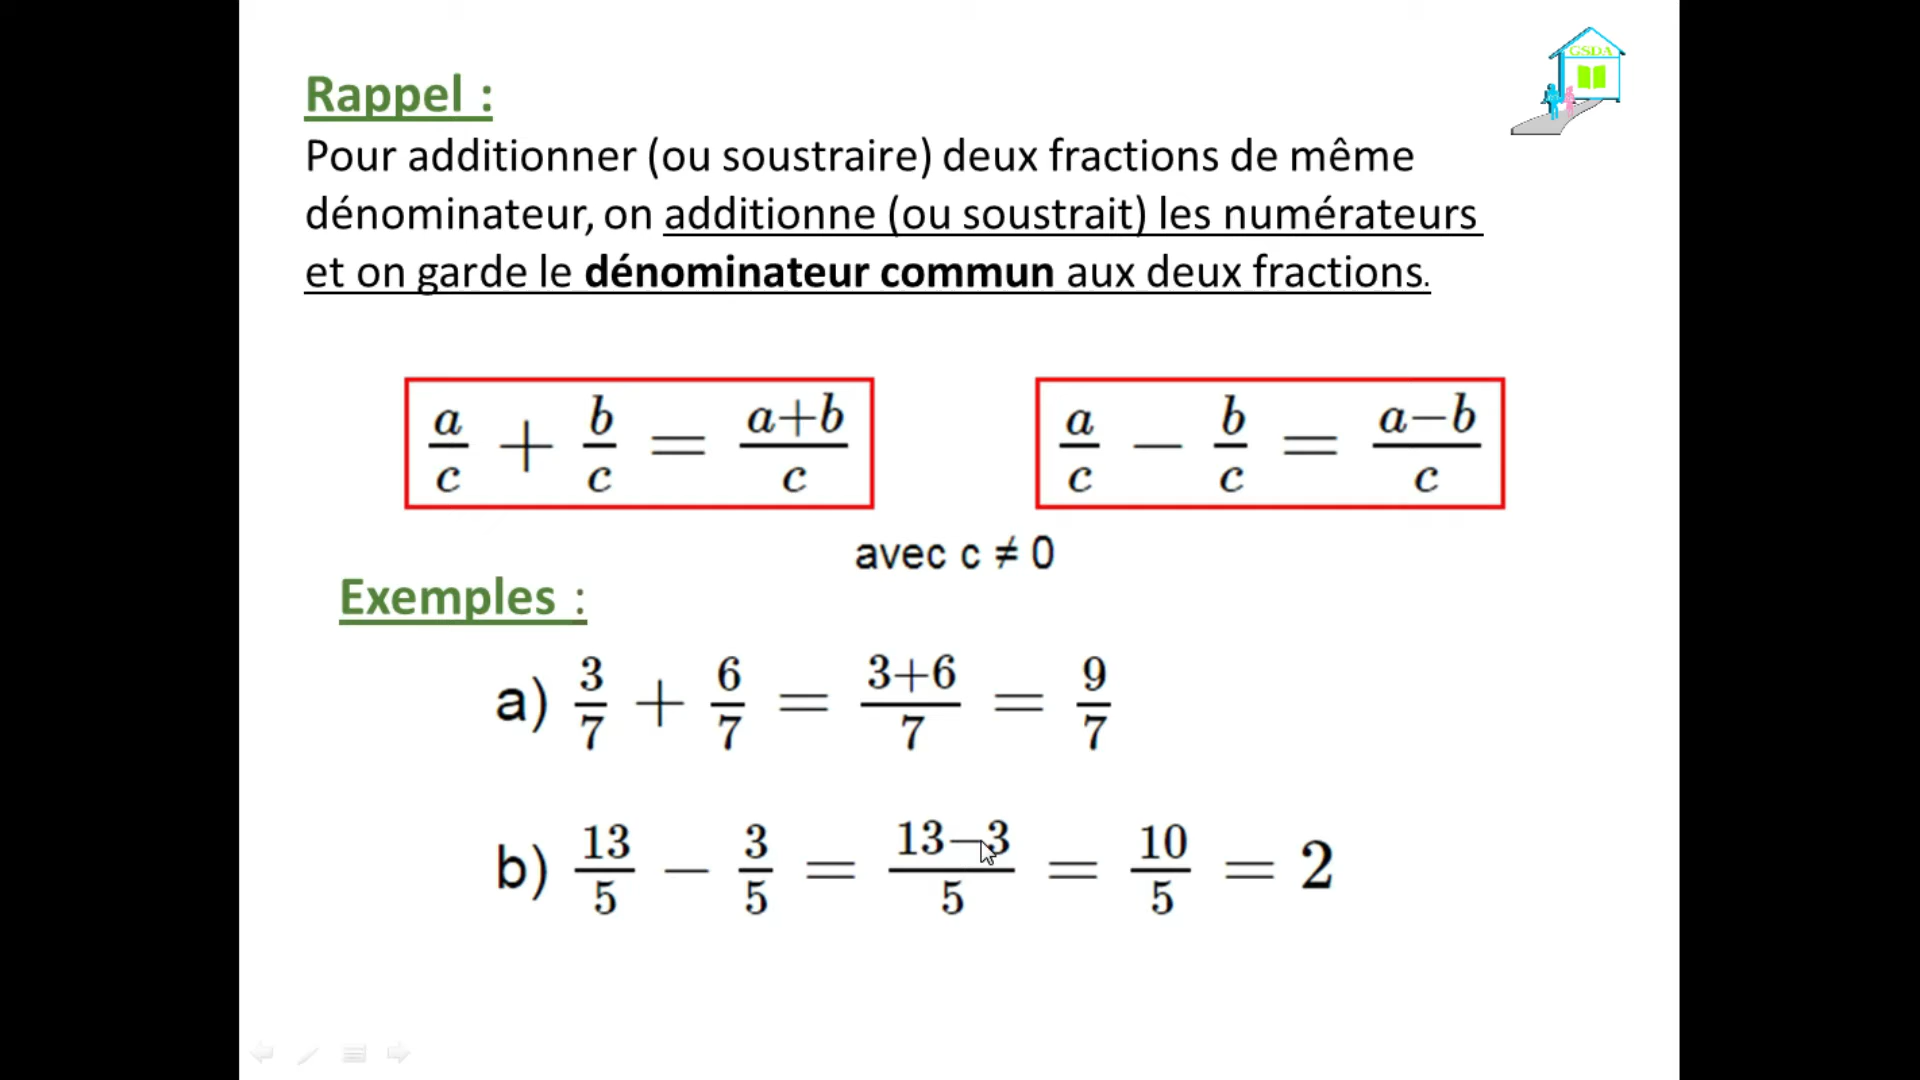 GSDA
Rappel :
Pour additionner (ou soustraire) deux fractions de même
dénominateur, on additionne (ou soustrait) les numérateurs
et on garde le dénominateur commun aux deux fractions.
a/c + b/c = a+b/c
a/c − b/c = a−b/c
avec c ≠ 0
Exemples :
a) 3/7 + 6/7 = 3+6/7 = 9/7
b) 13/5 − 3/5 = 13−3/5 = 10/5 = 2